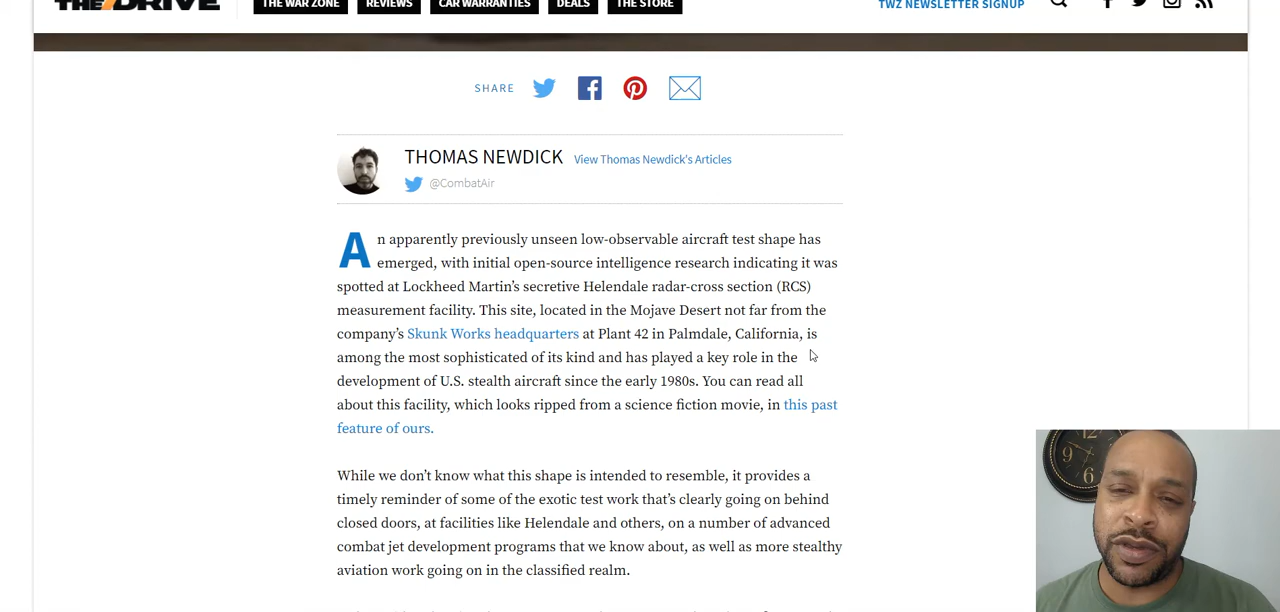 THE DRIVE
THE WAR ZONE
REVIEWS
CAR WARRANTIES
DEALS
THE STORE
TWZ NEWSLETTER SIGNUP
SHARE
THOMAS NEWDICK View Thomas Newdick's Articles
@CombatAir
An apparently previously unseen low-observable aircraft test shape has
emerged, with initial open-source intelligence research indicating it was
spotted at Lockheed Martin’s secretive Helendale radar-cross section (RCS)
measurement facility. This site, located in the Mojave Desert not far from the
company’s Skunk Works headquarters at Plant 42 in Palmdale, California, is
among the most sophisticated of its kind and has played a key role in the
development of U.S. stealth aircraft since the early 1980s. You can read all
about this facility, which looks ripped from a science fiction movie, in this past
feature of ours.
While we don’t know what this shape is intended to resemble, it provides a
timely reminder of some of the exotic test work that’s clearly going on behind
closed doors, at facilities like Helendale and others, on a number of advanced
combat jet development programs that we know about, as well as more stealthy
aviation work going on in the classified realm.